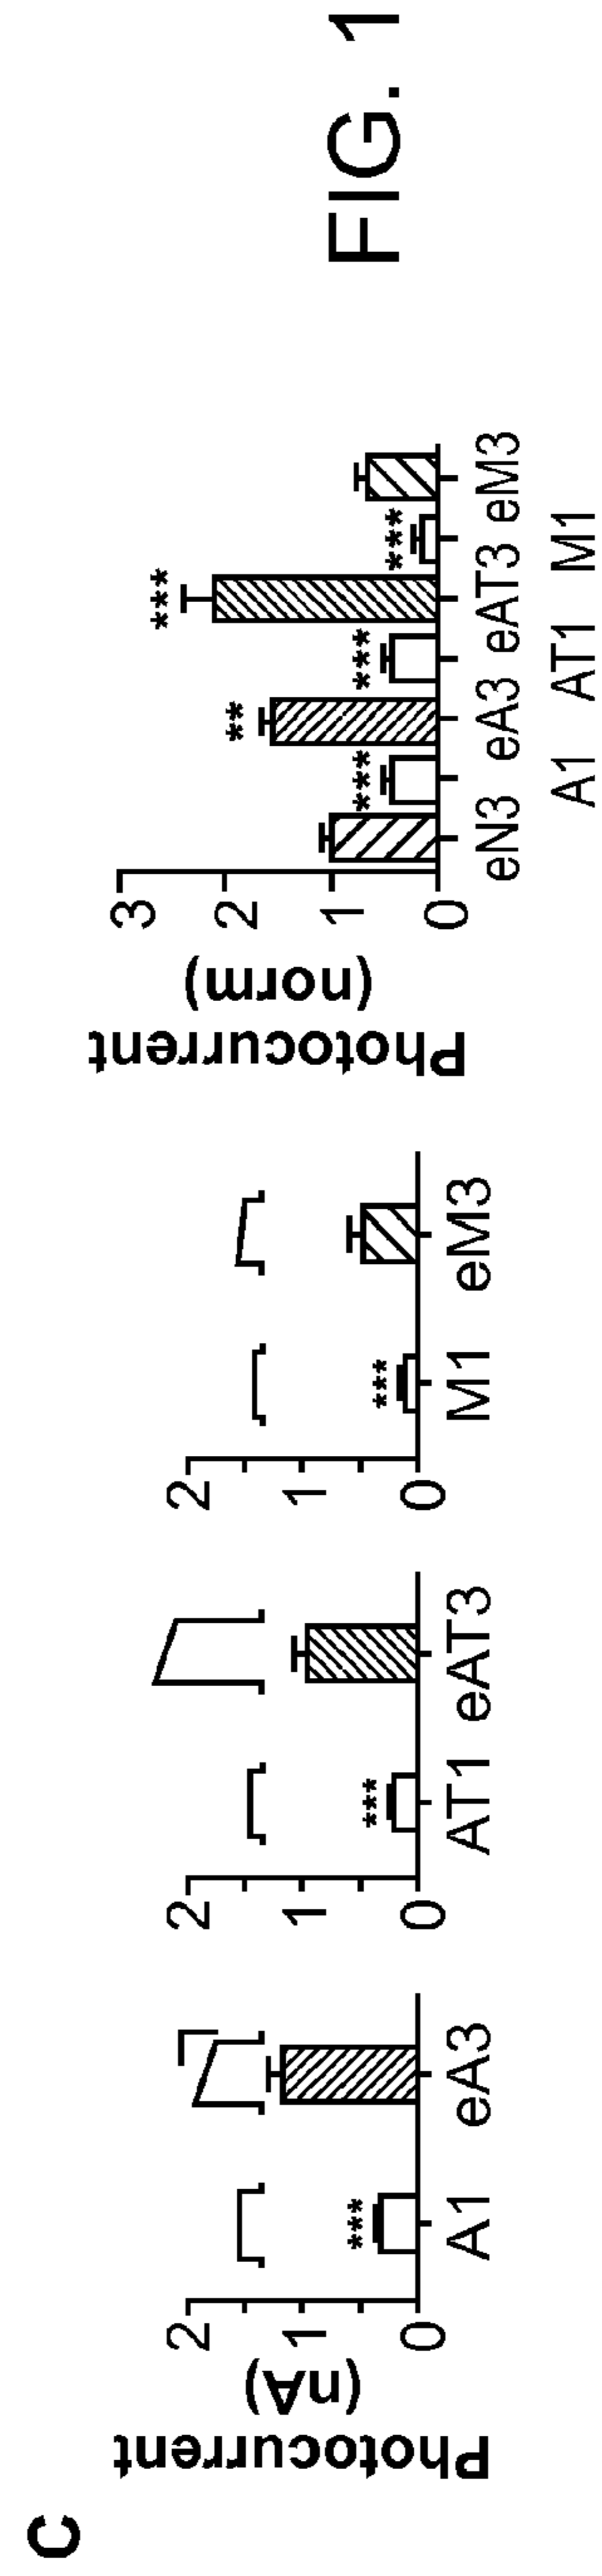 C
Photocurrent
(nA)
2
1
0
***
A1 eA3
2
1
0
***
AT1 eAT3
2
1
0
***
M1 eM3
Photocurrent
(norm)
3
2
1
0
*** ** *** *** *** 
eN3 eA3 eAT3 eM3
A1 AT1 M1
FIG. 1